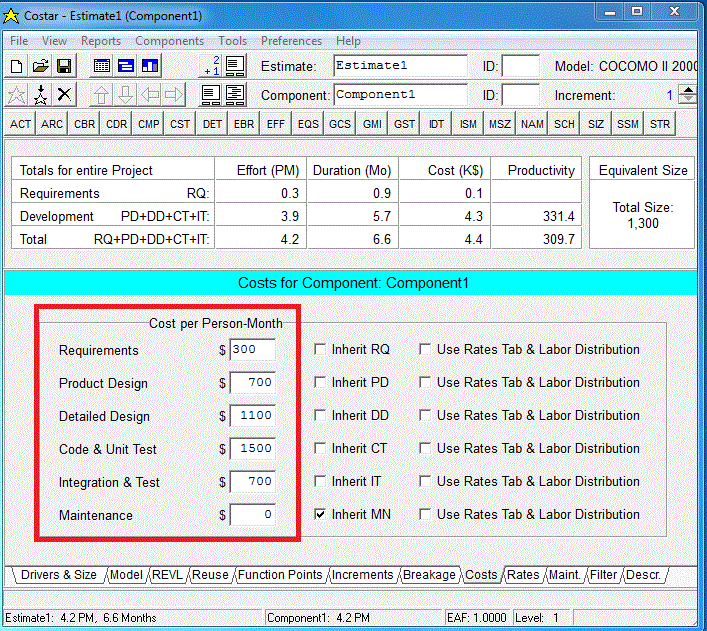 Costar - Estimate1 (Component1)
File View Reports Components Tools Preferences Help
2 +1 Estimate: Estimate1 ID: Model: COCOMO II 2000
Component: Component1 ID: Increment: 1
ACT ARC CBR CDR CMP CST DET EBR EFF EQS GCS GMI GST IDT ISM MSZ NAM SCH SIZ SSM STR
Totals for entire Project Effort (PM) Duration (Mo) Cost (K$) Productivity Equivalent Size
Requirements RQ: 0.3 0.9 0.1
Total Size:
Development PD+DD+CT+IT: 3.9 5.7 4.3 331.4
1,300
Total RQ+PD+DD+CT+IT: 4.2 6.6 4.4 309.7
Costs for Component: Component1
Cost per Person-Month
Requirements $ 300 Inherit RQ Use Rates Tab & Labor Distribution
Product Design $ 700 Inherit PD Use Rates Tab & Labor Distribution
Detailed Design $ 1100 Inherit DD Use Rates Tab & Labor Distribution
Code & Unit Test $ 1500 Inherit CT Use Rates Tab & Labor Distribution
Integration & Test $ 700 Inherit IT Use Rates Tab & Labor Distribution
Maintenance $ 0 Inherit MN Use Rates Tab & Labor Distribution
Drivers & Size Model REVL Reuse Function Points Increments Breakage Costs Rates Maint. Filter Descr.
Estimate1: 4.2 PM, 6.6 Months Component1: 4.2 PM EAF: 1.0000 Level: 1